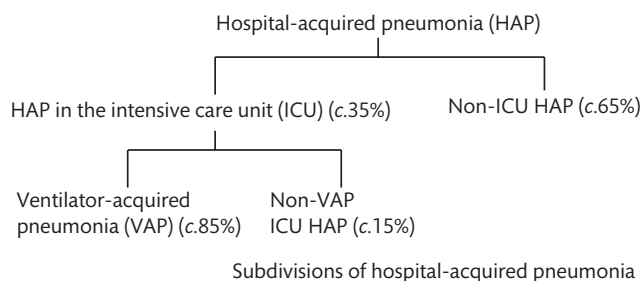 Hospital-acquired pneumonia (HAP)
HAP in the intensive care unit (ICU) (c.35%)
Non-ICU HAP (c.65%)
Ventilator-acquired
pneumonia (VAP) (c.85%)
Non-VAP
ICU HAP (c.15%)
Subdivisions of hospital-acquired pneumonia